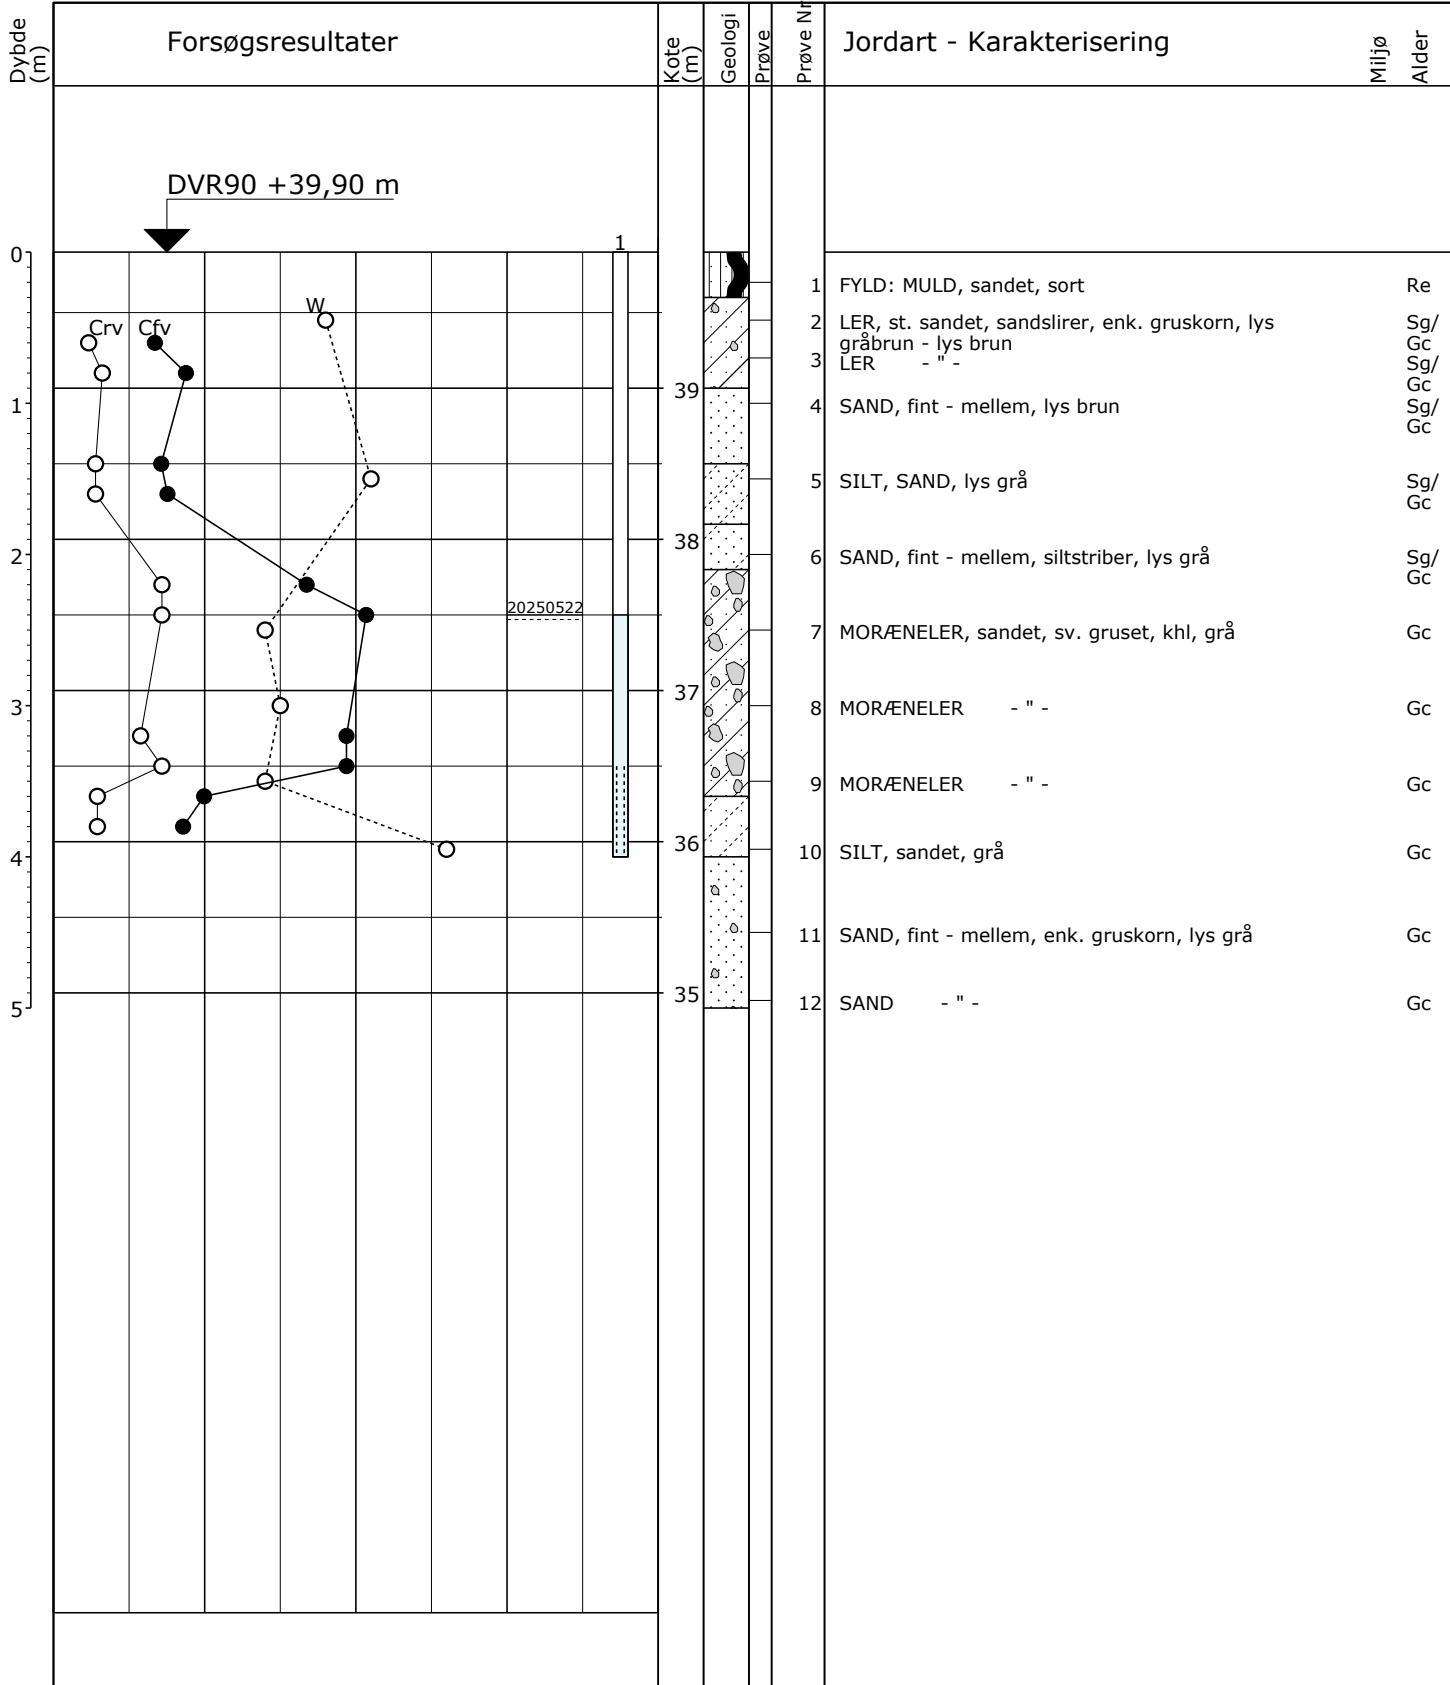 Dybde
(m)
Forsøgsresultater
Kote
(m)
Geologi
Prøve
Prøve Nr
Jordart - Karakterisering
Miljø
Alder
DVR90 +39,90 m
0
1
W
Crv Cfv
1 FYLD: MULD, sandet, sort Re
2 LER, st. sandet, sandslirer, enk. gruskorn, lys Sg/
gråbrun - lys brun Gc
3 LER - " - Sg/
Gc
39
1
4 SAND, fint - mellem, lys brun Sg/
Gc
5 SILT, SAND, lys grå Sg/
Gc
38
2
6 SAND, fint - mellem, siltstriber, lys grå Sg/
Gc
20250522
7 MORÆNELER, sandet, sv. gruset, khl, grå Gc
37
3
8 MORÆNELER - " - Gc
9 MORÆNELER - " - Gc
36
4
10 SILT, sandet, grå Gc
11 SAND, fint - mellem, enk. gruskorn, lys grå Gc
35
5
12 SAND - " - Gc